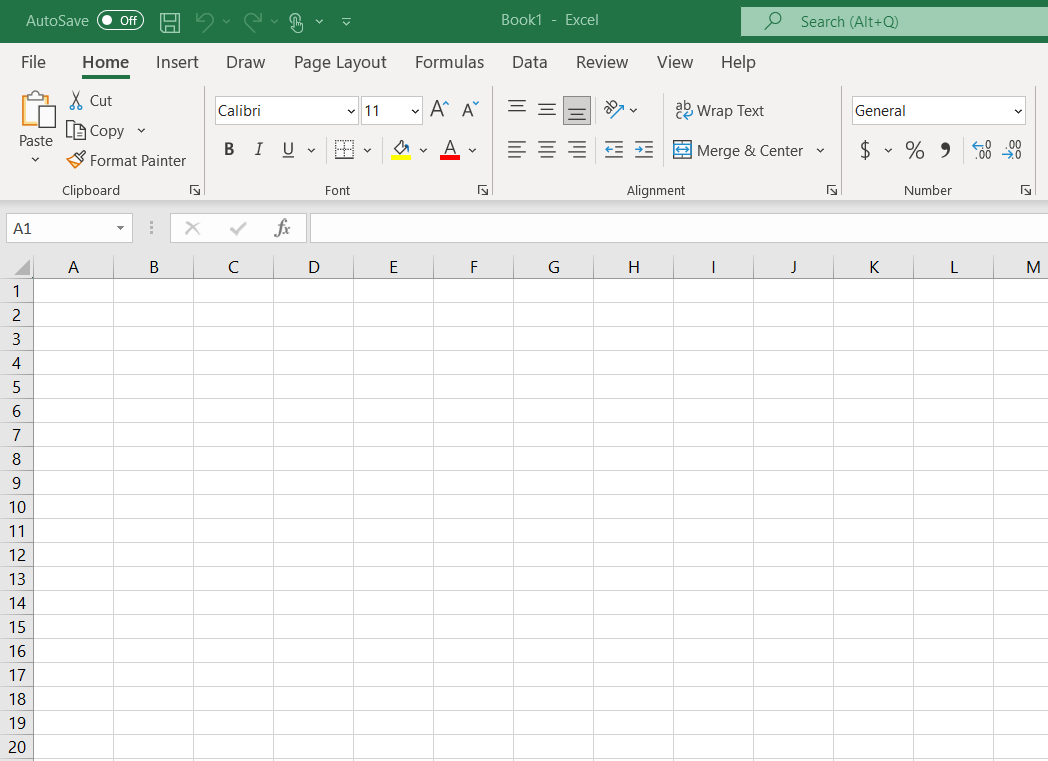 AutoSave Off Book1 - Excel Search (Alt+Q)
File Home Insert Draw Page Layout Formulas Data Review View Help
Paste
Cut
Copy
Format Painter
Clipboard
Calibri 11
A A
B I U A
Font
ab Wrap Text
Merge & Center
Alignment
General
$ % , .00 .00
Number
A1 fx
A B C D E F G H I J K L M
1
2
3
4
5
6
7
8
9
10
11
12
13
14
15
16
17
18
19
20